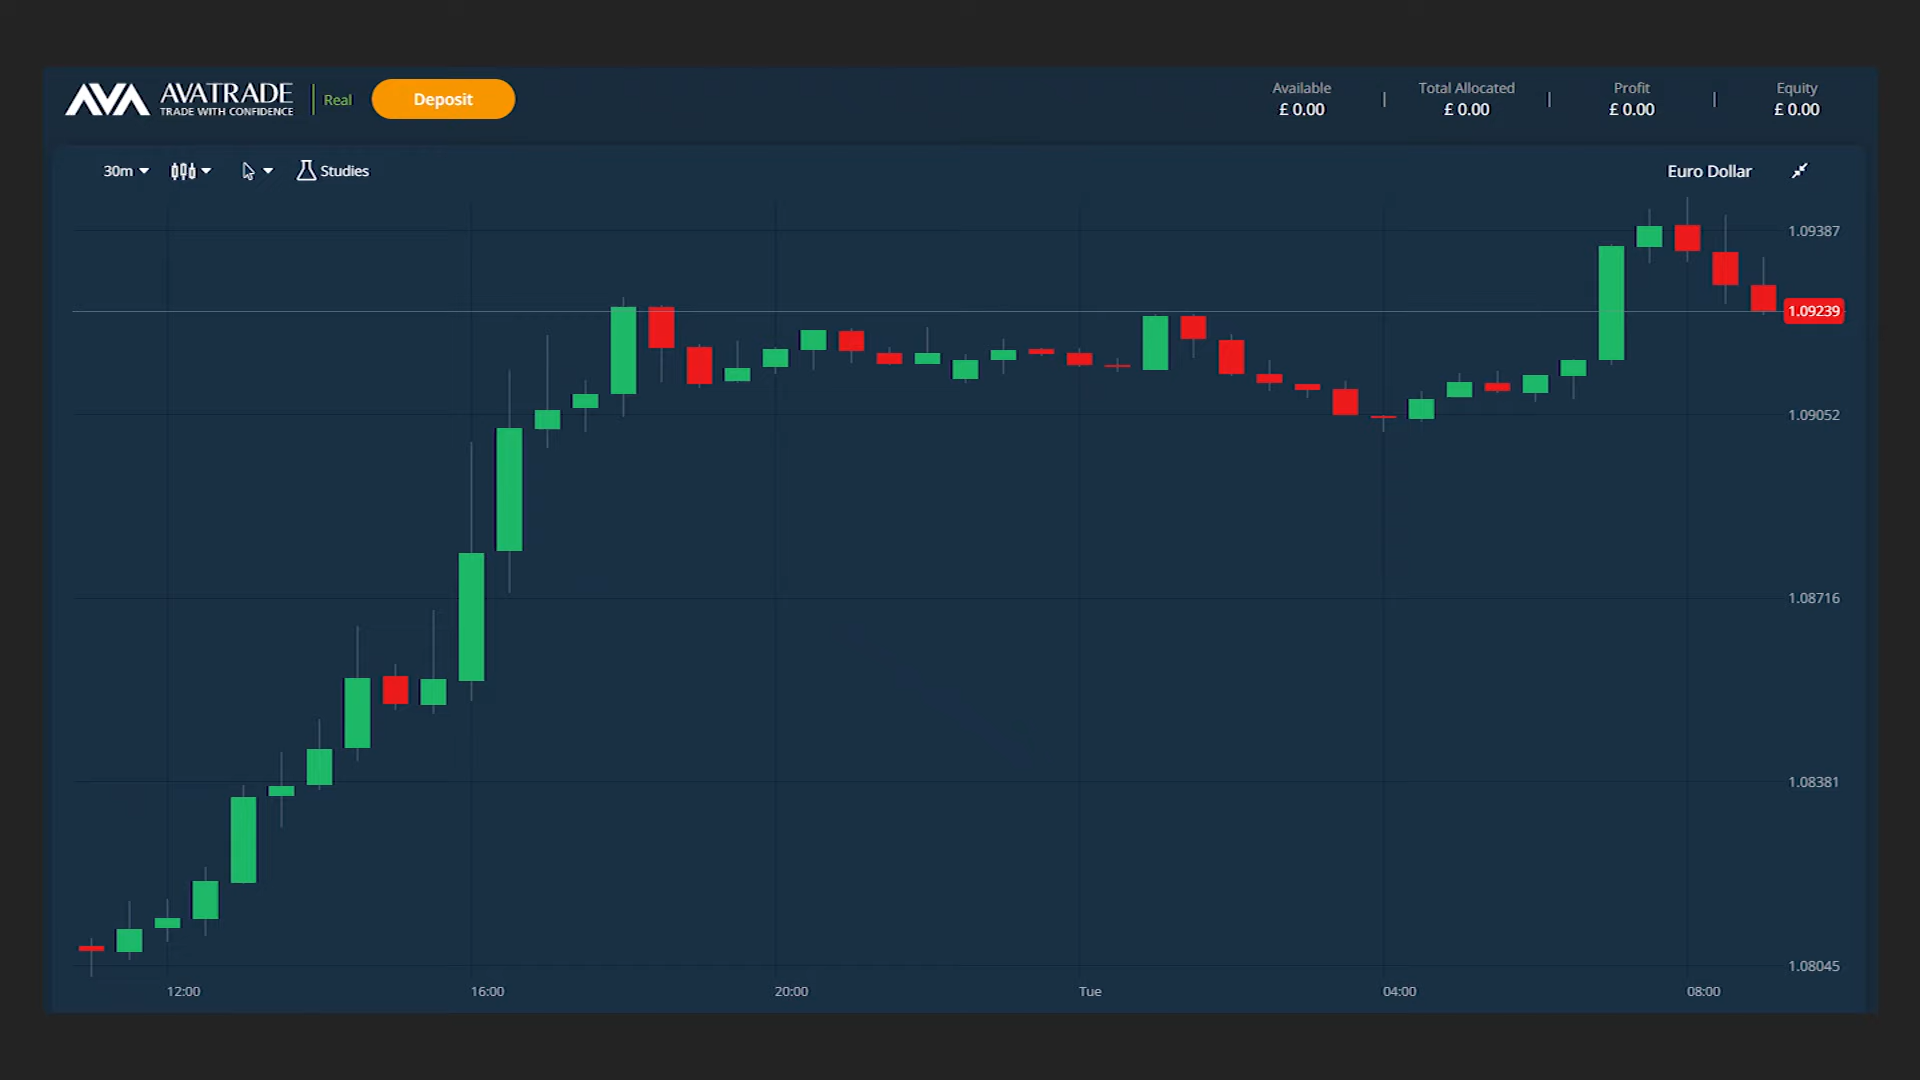 AVA AVATRADE
TRADE WITH CONFIDENCE
Real
Deposit
Available
£ 0.00
Total Allocated
£ 0.00
Profit
£ 0.00
Equity
£ 0.00
30m
Studies
Euro Dollar
1.09387
1.09239
1.09052
1.08716
1.08381
1.08045
12:00
16:00
20:00
Tue
04:00
08:00